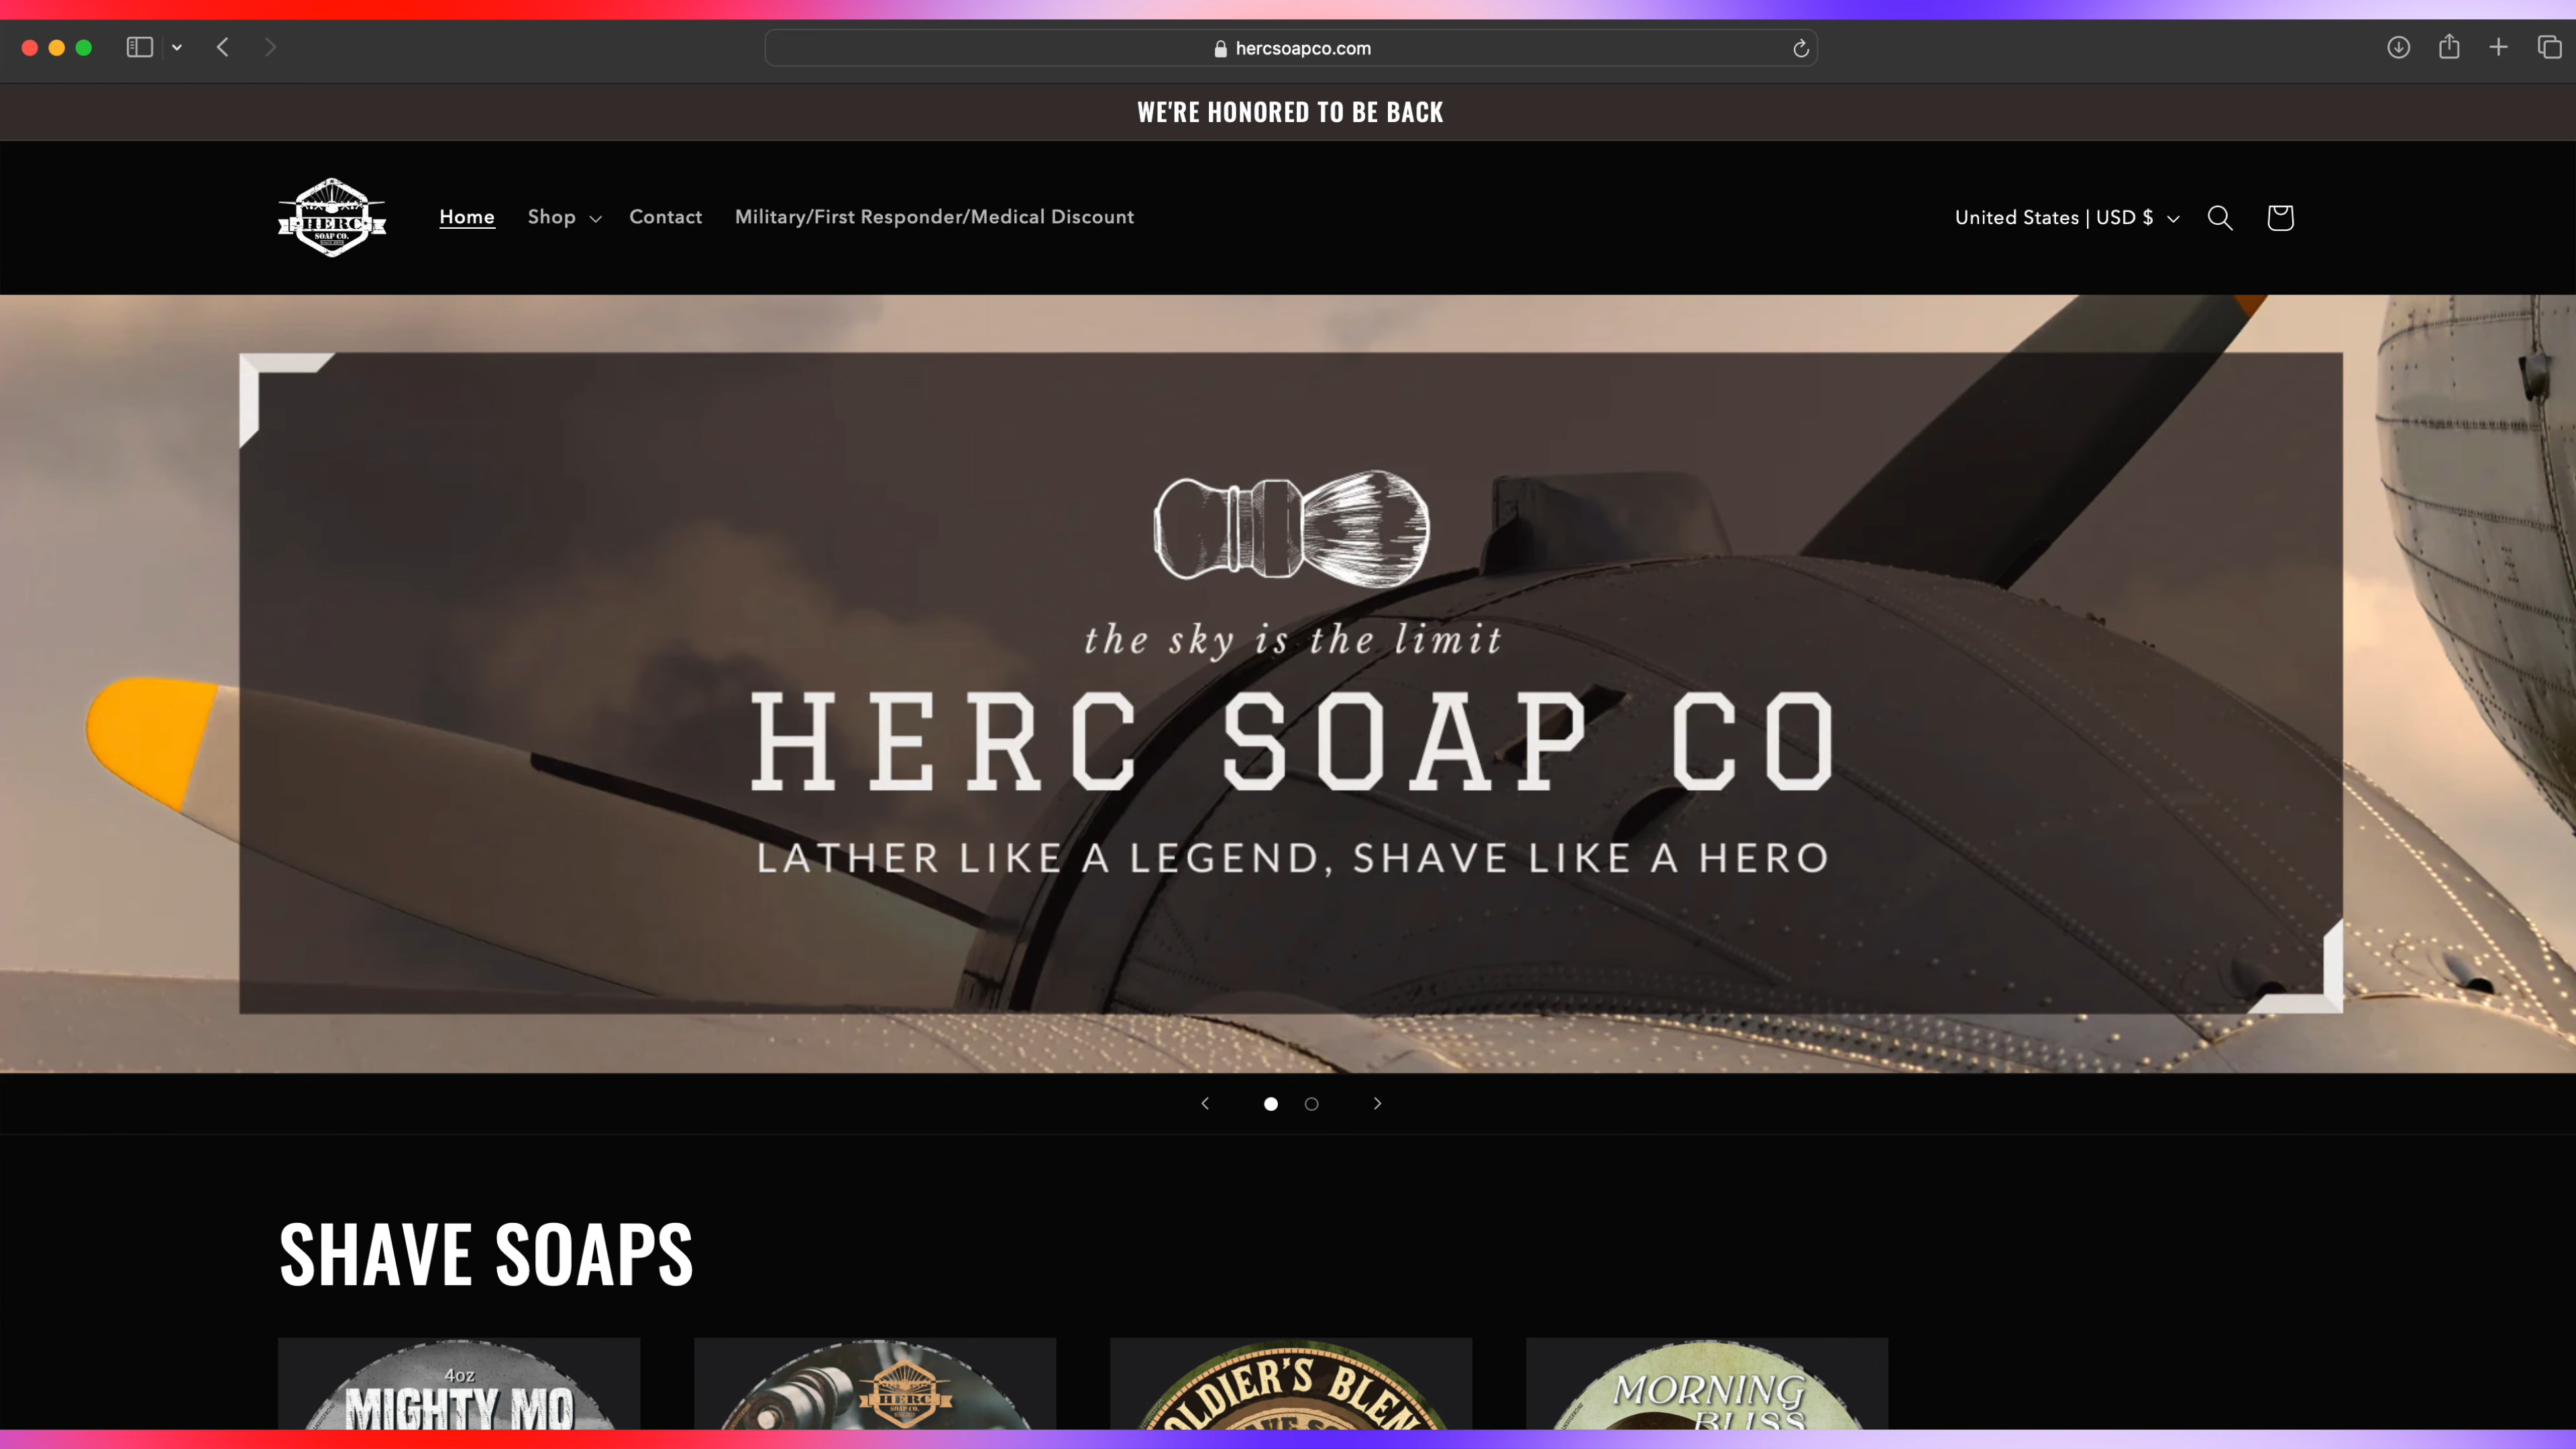 hercsoapco.com
WE'RE HONORED TO BE BACK
HERC
SOAP CO.
Home
Shop
Contact
Military/First Responder/Medical Discount
United States | USD $
the sky is the limit
HERC SOAP CO
LATHER LIKE A LEGEND, SHAVE LIKE A HERO
SHAVE SOAPS
4oz
MIGHTY MO
HERC
SOAP CO.
OLDIER'S BLEN
MORNING
BLISS